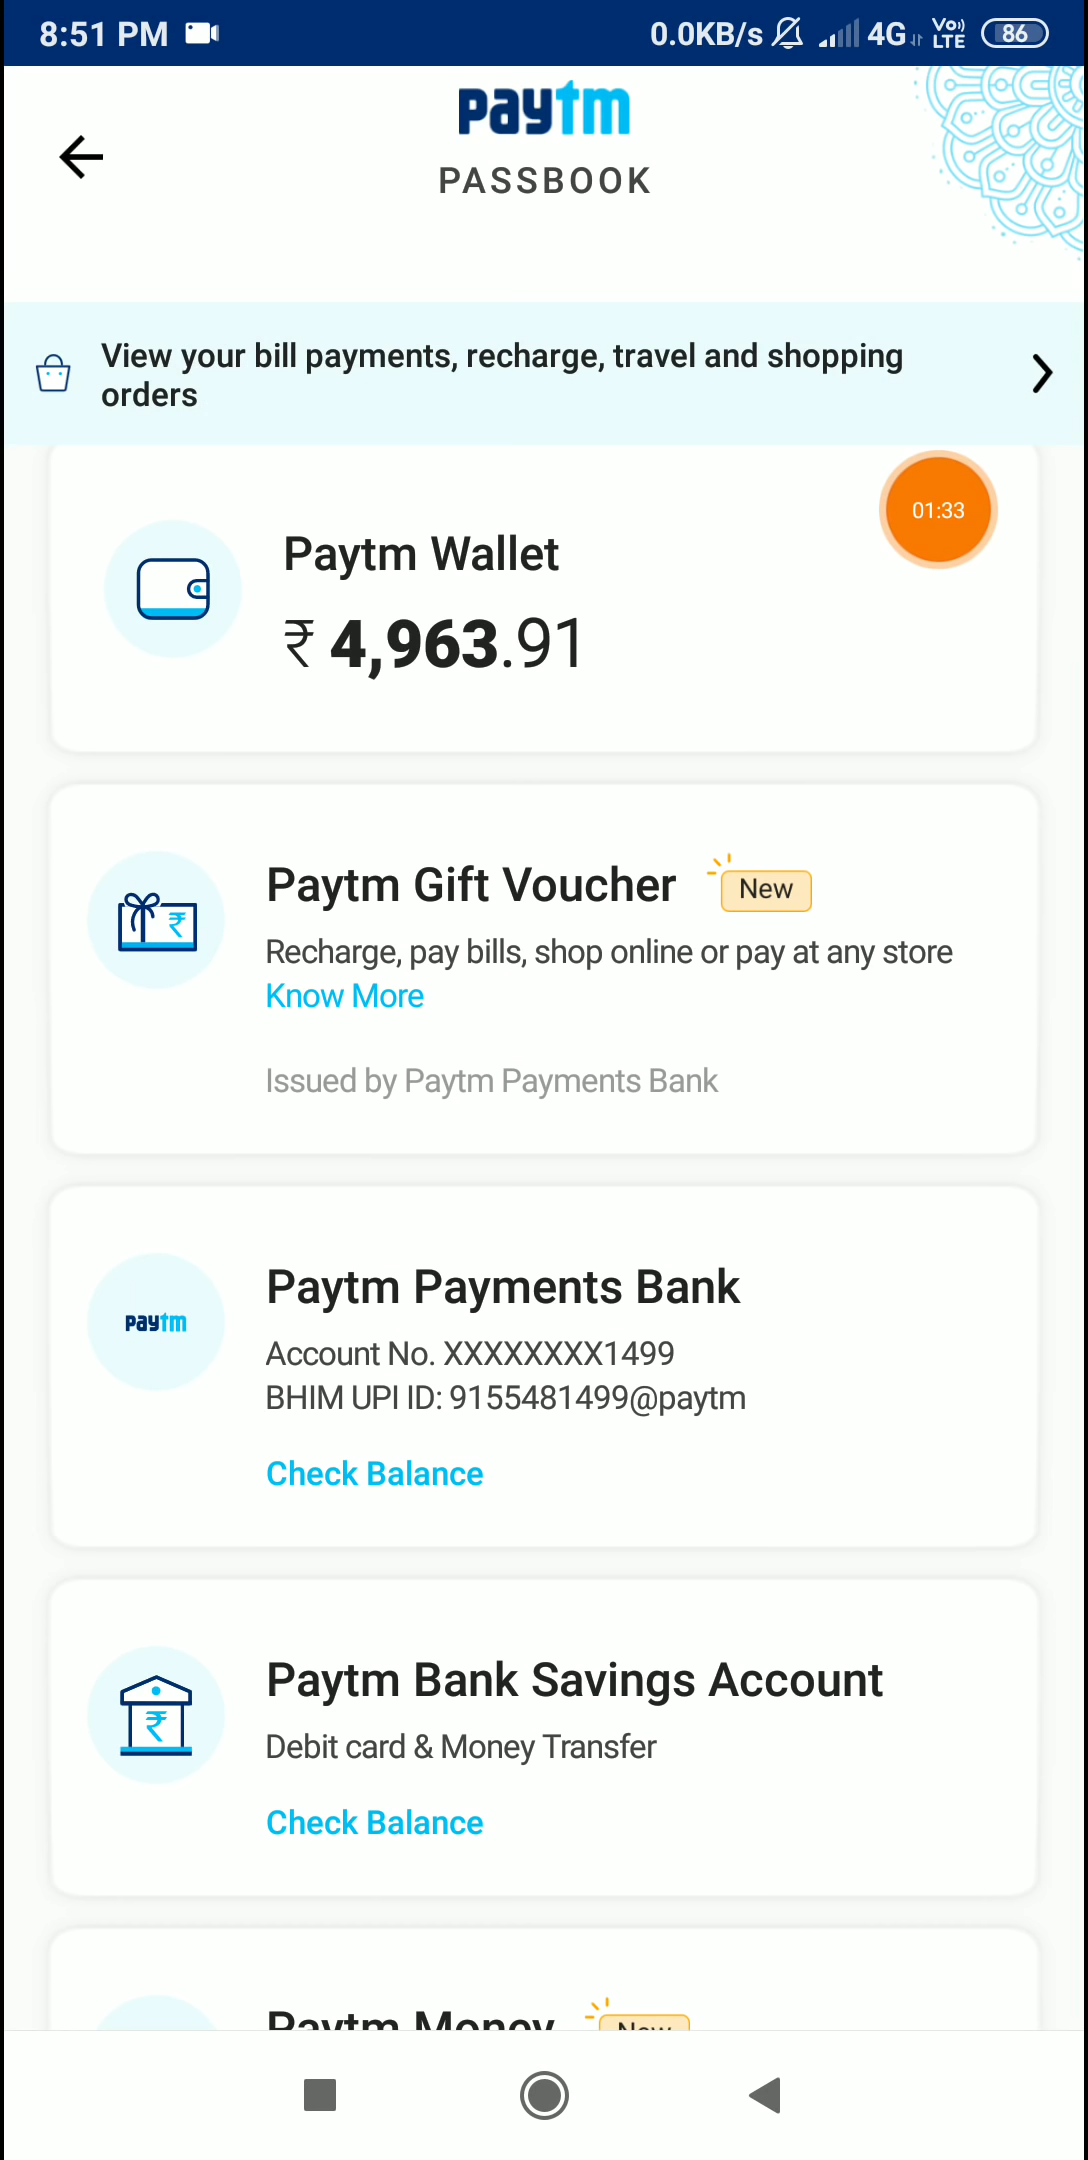 8:51 PM 0.0KB/s 4G Vo)) LTE 86
paytm
PASSBOOK
View your bill payments, recharge, travel and shopping
orders
01:33
Paytm Wallet
₹ 4,963.91
Paytm Gift Voucher New
₹
Recharge, pay bills, shop online or pay at any store
Know More
Issued by Paytm Payments Bank
Paytm Payments Bank
paytm
Account No. XXXXXXXX1499
BHIM UPI ID: 9155481499@paytm
Check Balance
Paytm Bank Savings Account
₹
Debit card & Money Transfer
Check Balance
Paytm Money New